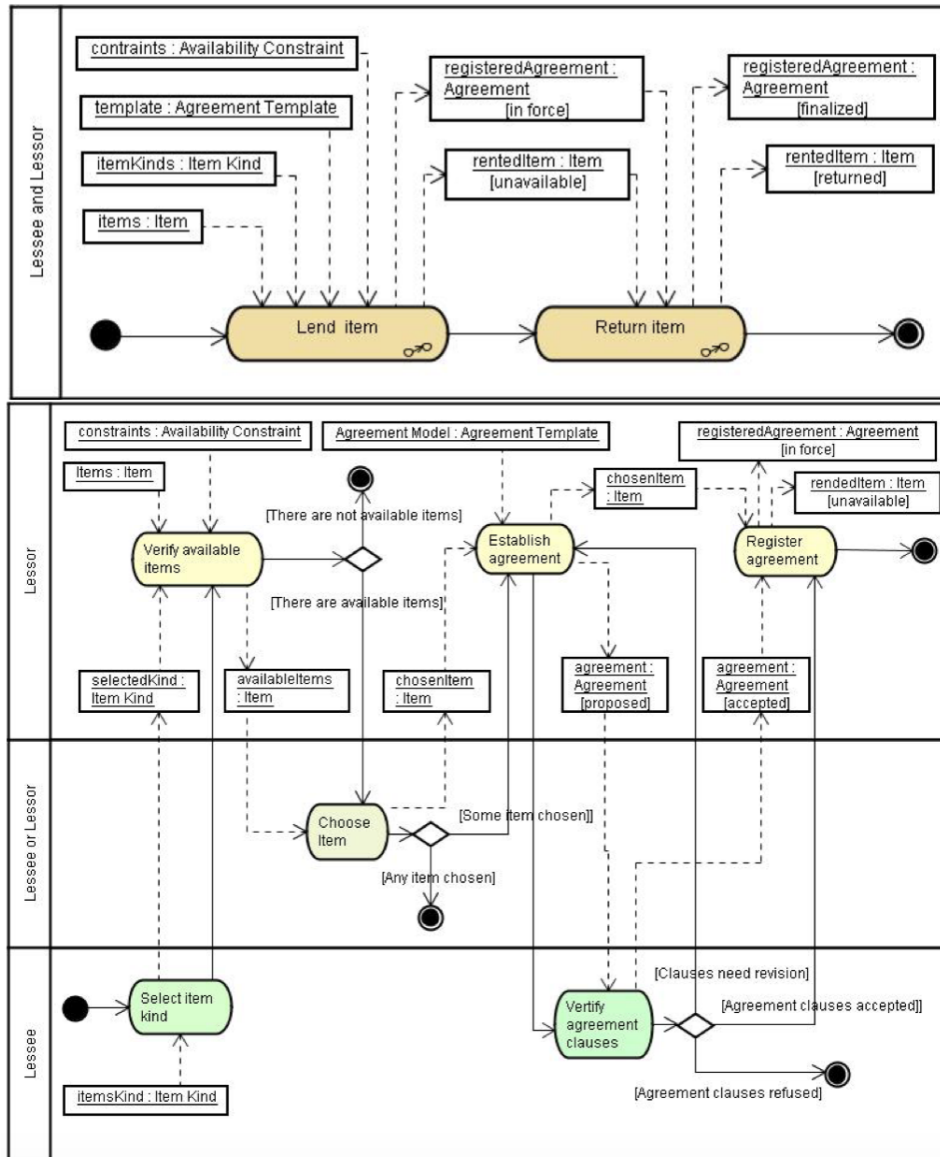 contraints : Availability Constraint
template : Agreement Template
itemKinds : Item Kind
items : Item
registeredAgreement :
Agreement
[in force]
rentedItem : Item
[unavailable]
registeredAgreement :
Agreement
[finalized]
rentedItem : Item
[returned]
Lessee and Lessor
Lend item
Return item
constraints : Availability Constraint
Items : Item
Agreement Model : Agreement Template
registeredAgreement : Agreement
[in force]
chosenItem
: Item
rendedItem : Item
[unavailable]
[There are not available items]
Lessor
Verify available
items
Establish
agreement
Register
agreement
[There are available items]
selectedKind :
Item Kind
availableItems
: Item
chosenItem
: Item
agreement :
Agreement
[proposed]
agreement :
Agreement
[accepted]
Lessee or Lessor
Choose
Item
[Some item chosen]]
[Any item chosen]
Lessee
Select item
kind
[Clauses need revision]
Vertify
agreement
clauses
[Agreement clauses accepted]]
[Agreement clauses refused]
itemsKind : Item Kind